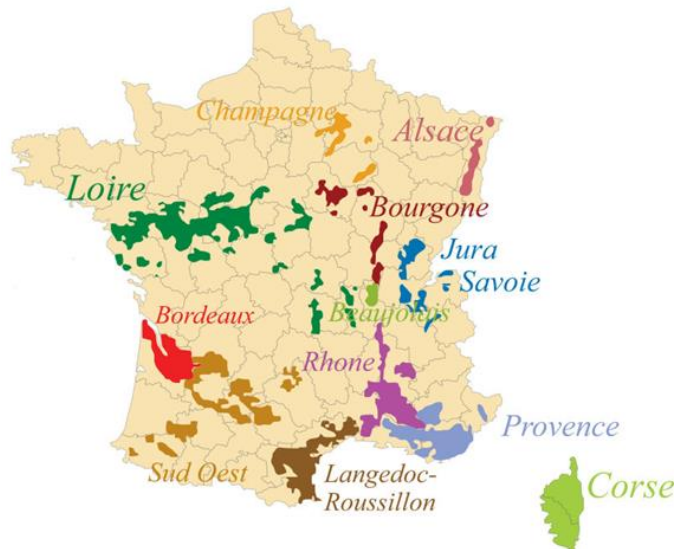 Champagne
Alsace
Loire
Bourgone
Jura
Savoie
Bordeaux
Beaujolais
Rhone
Provence
Sud Oest
Langedoc-
Roussillon
Corse